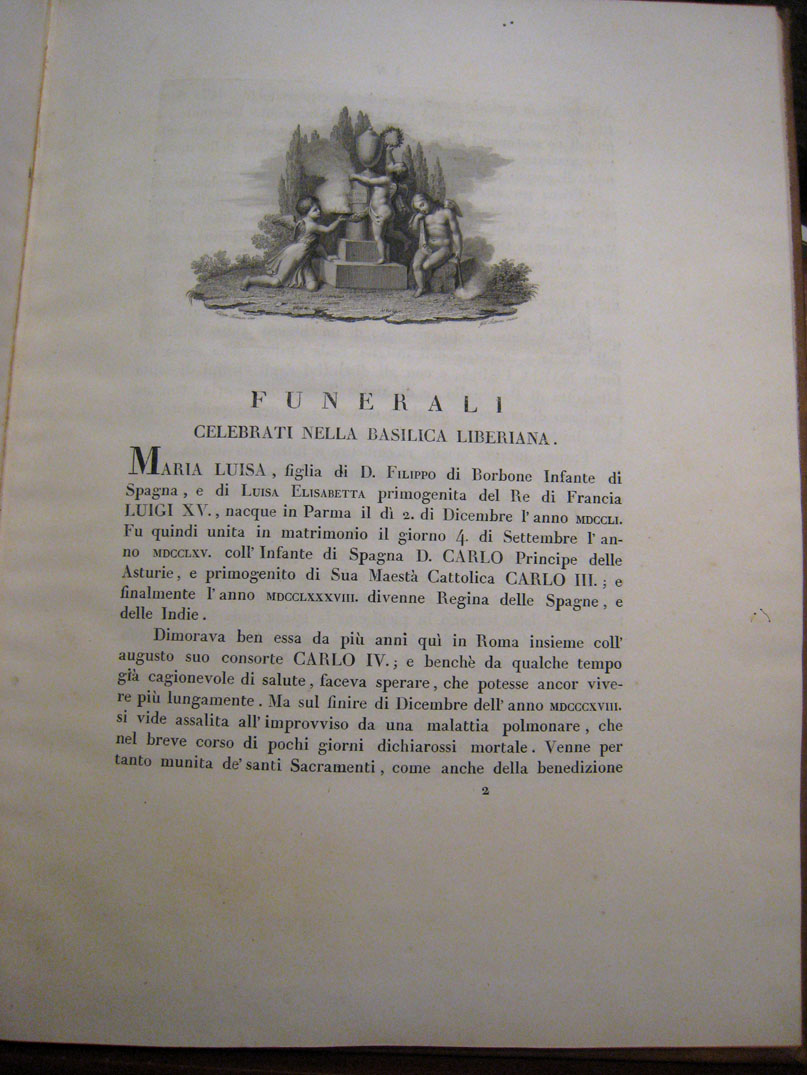 FUNERALI
CELEBRATI NELLA BASILICA LIBERIANA.
MARIA LUISA, figlia di D. FILIPPO di Borbone Infante di
Spagna, e di LUISA ELISABETTA primogenita del Re di Francia
LUIGI XV., nacque in Parma il dì 2. di Dicembre l'anno MDCCLI.
Fu quindi unita in matrimonio il giorno 4. di Settembre l'an-
no MDCCLXV. coll'Infante di Spagna D. CARLO Principe delle
Asturie, e primogenito di Sua Maestà Cattolica CARLO III.; e
finalmente l'anno MDCCLXXXVIII. divenne Regina delle Spagne, e
delle Indie.
Dimorava ben essa da più anni quì in Roma insieme coll'
augusto suo consorte CARLO IV.; e benchè da qualche tempo
già cagionevole di salute, faceva sperare, che potesse ancor vive-
re più lungamente. Ma sul finire di Dicembre dell'anno MDCCCXVIII.
si vide assalita all'improvviso da una malattia polmonare, che
nel breve corso di pochi giorni dichiarossi mortale. Venne per
tanto munita de' santi Sacramenti, come anche della benedizione
2